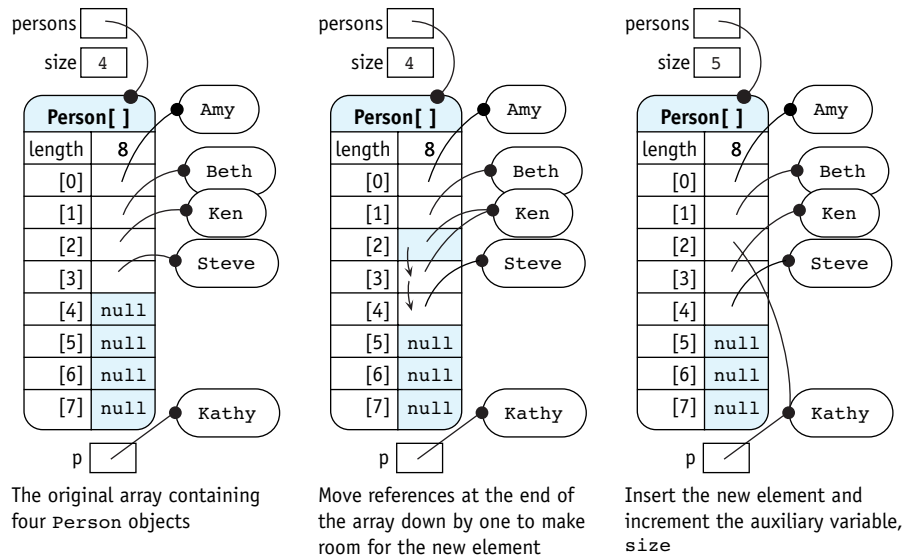 persons
size 4
Person[ ]
length 8
[0]
[1]
[2]
[3]
[4] null
[5] null
[6] null
[7] null
Amy
Beth
Ken
Steve
Kathy
p
The original array containing
four Person objects
persons
size 4
Person[ ]
length 8
[0]
[1]
[2]
[3]
[4]
[5] null
[6] null
[7] null
Amy
Beth
Ken
Steve
Kathy
p
Move references at the end of
the array down by one to make
room for the new element
persons
size 5
Person[ ]
length 8
[0]
[1]
[2]
[3]
[4]
[5] null
[6] null
[7] null
Amy
Beth
Ken
Steve
Kathy
p
Insert the new element and
increment the auxiliary variable,
size